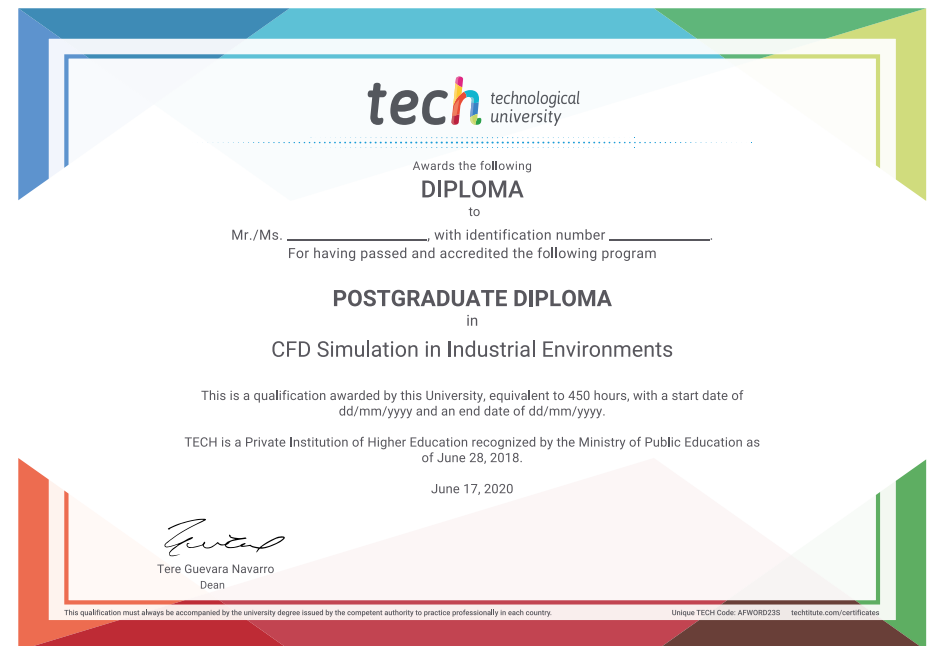 tech technological
university
Awards the following
DIPLOMA
to
Mr./Ms. ____________________, with identification number ______________.
For having passed and accredited the following program
POSTGRADUATE DIPLOMA
in
CFD Simulation in Industrial Environments
This is a qualification awarded by this University, equivalent to 450 hours, with a start date of
dd/mm/yyyy and an end date of dd/mm/yyyy.
TECH is a Private Institution of Higher Education recognized by the Ministry of Public Education as
of June 28, 2018.
June 17, 2020
Tere Guevara Navarro
Dean
This qualification must always be accompanied by the university degree issued by the competent authority to practice professionally in each country.
Unique TECH Code: AFWORD23S techtitute.com/certificates